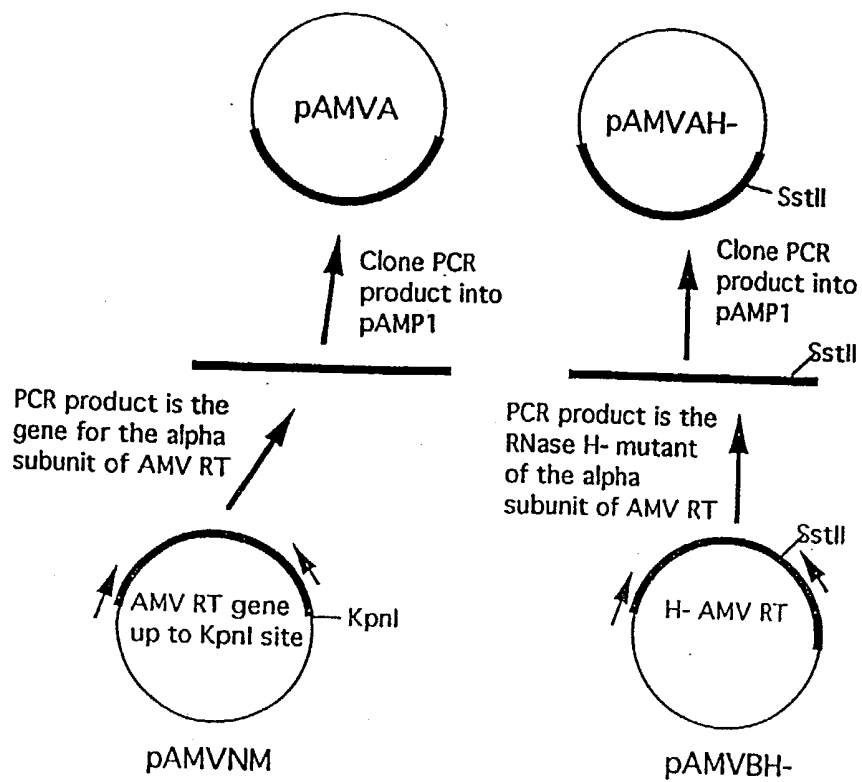 pAMVA
pAMVAH-
SstII
Clone PCR
product into
pAMP1
Clone PCR
product into
pAMP1
SstII
PCR product is the
gene for the alpha
subunit of AMV RT
PCR product is the
RNase H- mutant
of the alpha
subunit of AMV RT
SstII
AMV RT gene
up to KpnI site
KpnI
H- AMV RT
pAMVNM
pAMVBH-